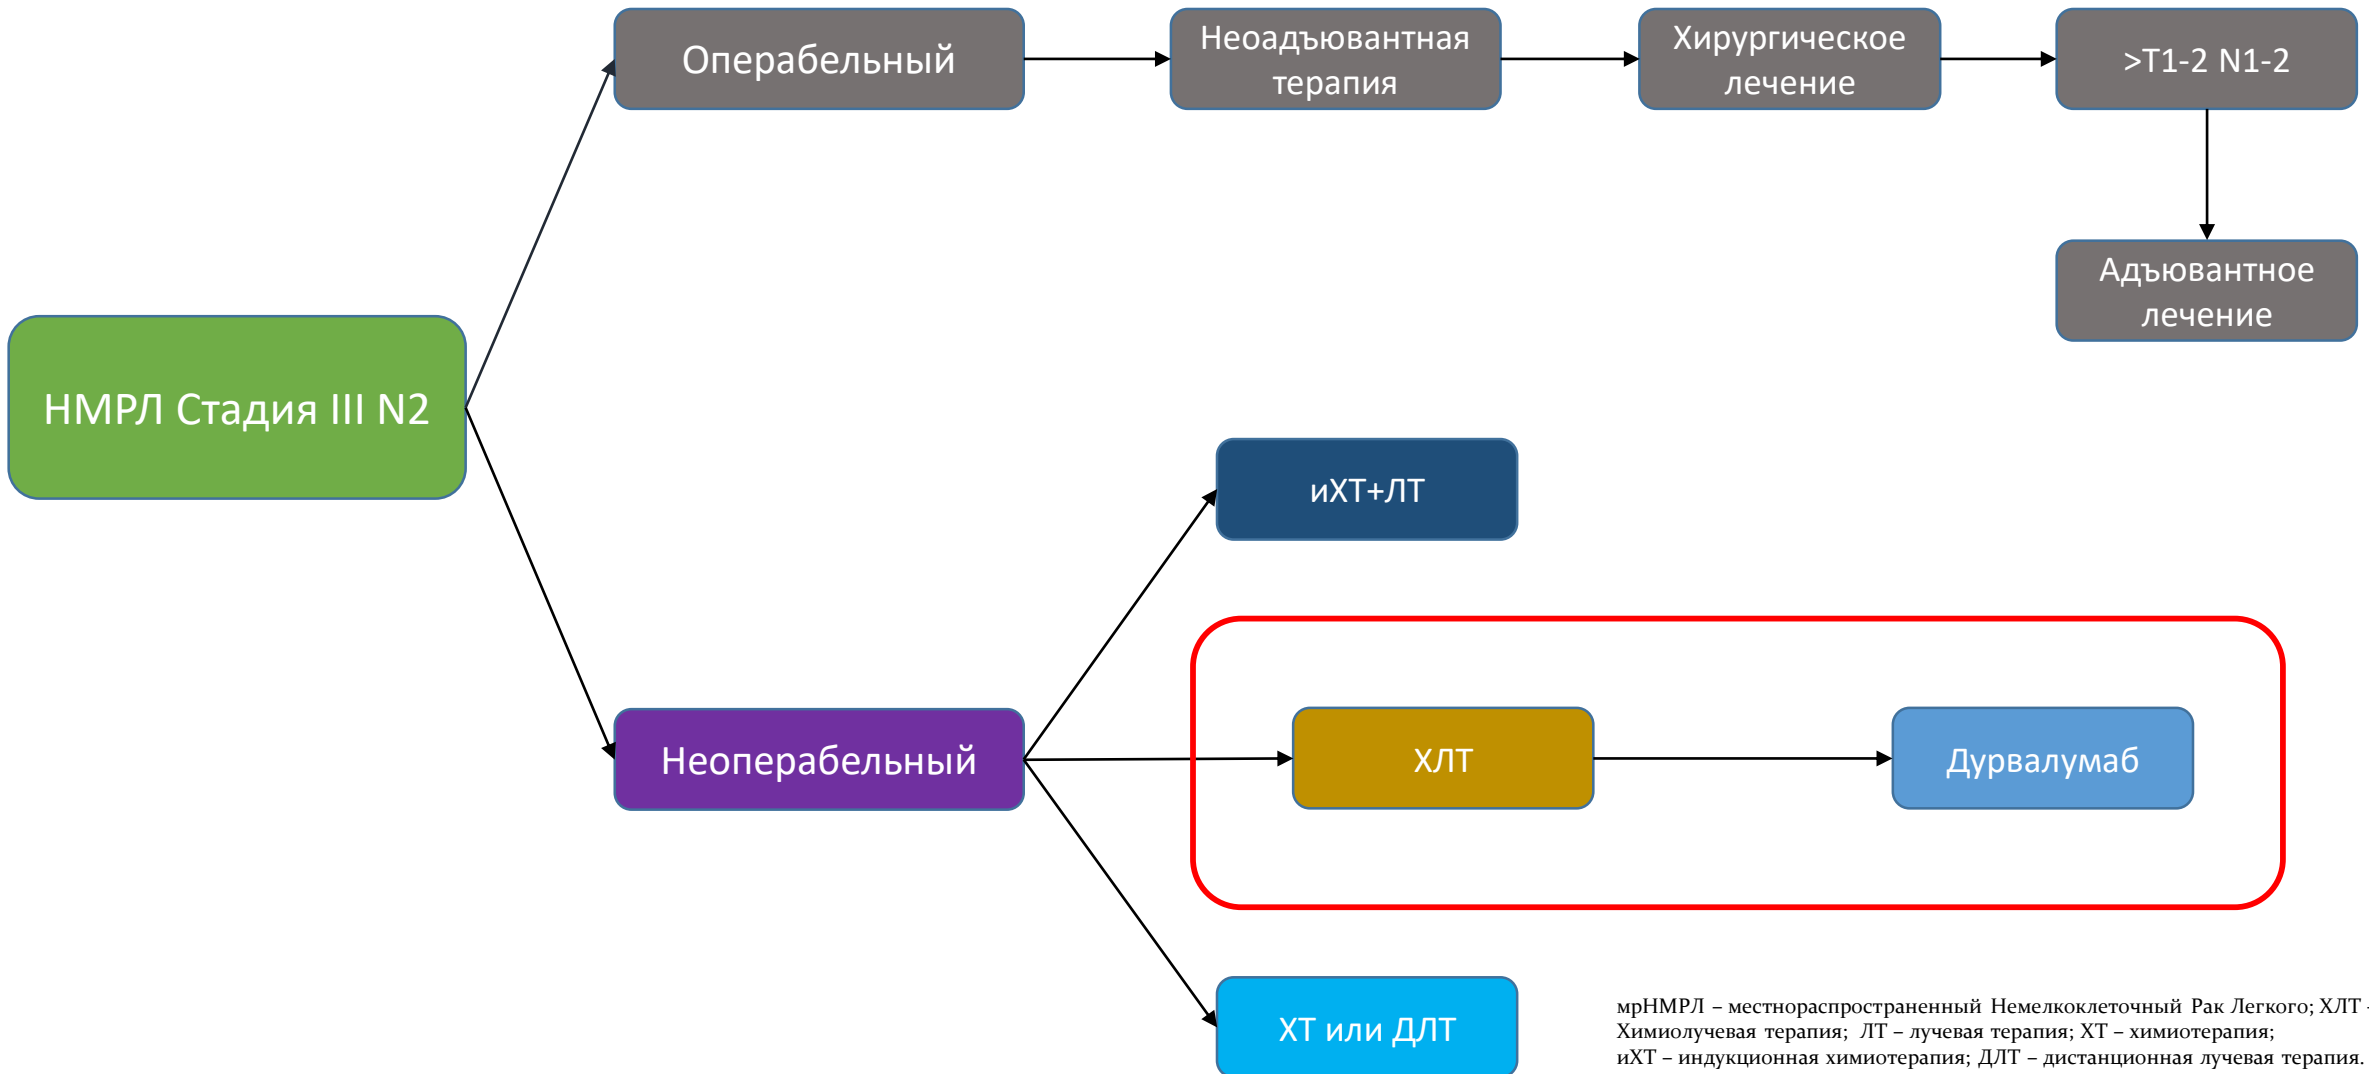 Операбельный
Неоадъювантная
терапия
Хирургическое
лечение
>T1-2 N1-2
Адъювантное
лечение
НМРЛ Стадия III N2
иХТ+ЛТ
Неоперабельный
ХЛТ
Дурвалумаб
ХТ или ДЛТ
мрНМРЛ – местнораспространенный Немелкоклеточный Рак Легкого; ХЛТ -
Химиолучевая терапия; ЛТ – лучевая терапия; ХТ – химиотерапия;
иХТ – индукционная химиотерапия; ДЛТ – дистанционная лучевая терапия.